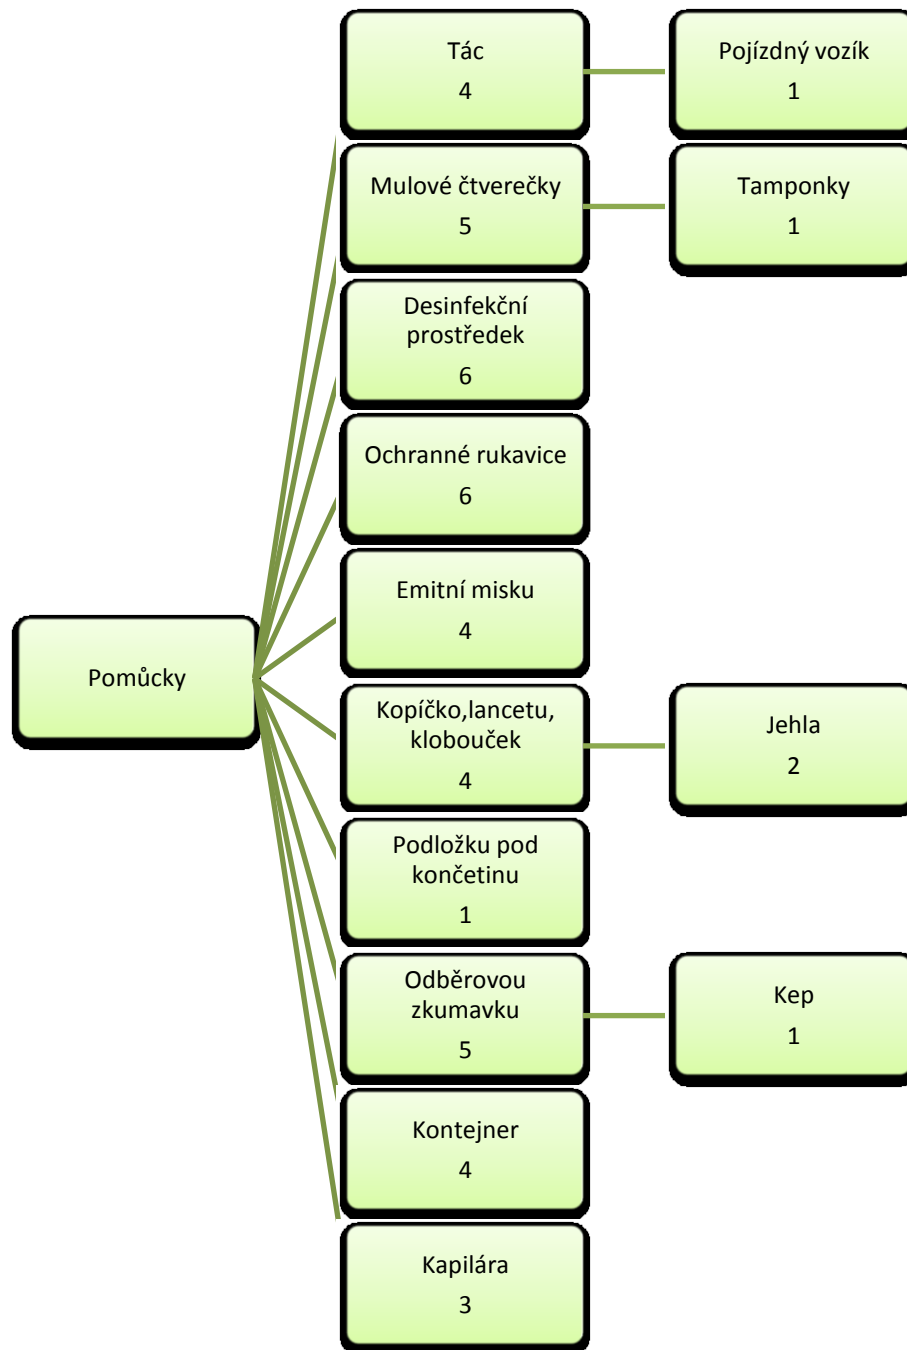 Tác
4
Pojízdný vozík
1
Mulové čtverečky
5
Tamponky
1
Desinfekční
prostředek
6
Ochranné rukavice
6
Emitní misku
4
Pomůcky
Kopíčko,lancetu,
klobouček
4
Jehla
2
Podložku pod
končetinu
1
Odběrovou
zkumavku
5
Kep
1
Kontejner
4
Kapilára
3